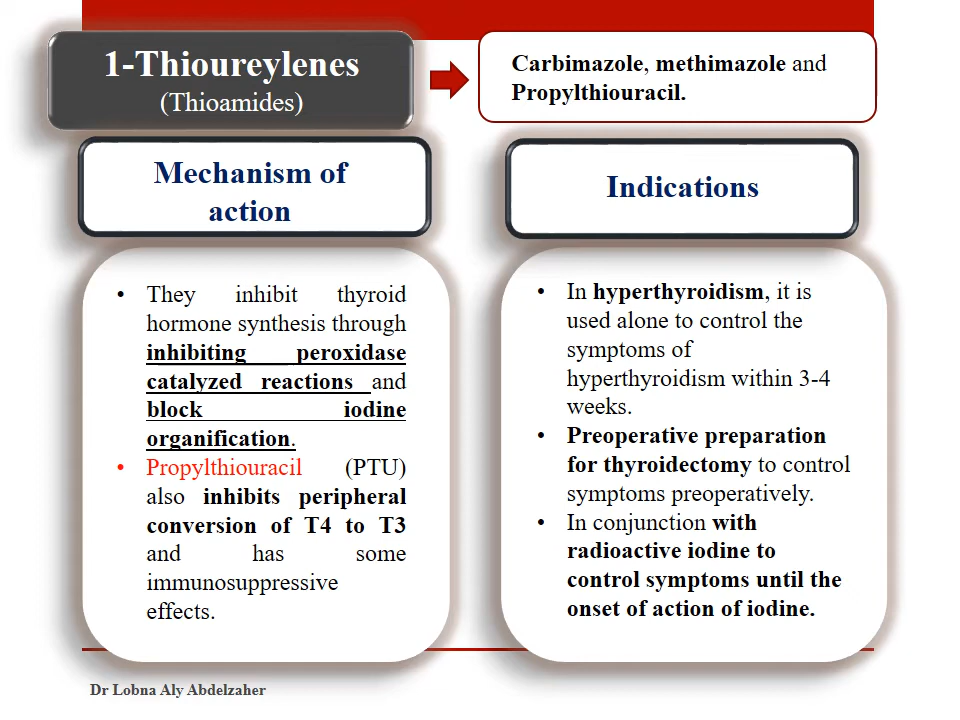 1-Thioureylenes
(Thioamides)
Carbimazole, methimazole and
Propylthiouracil.
Mechanism of
action
• They inhibit thyroid
hormone synthesis through
inhibiting peroxidase
catalyzed reactions and
block iodine
organification.
• Propylthiouracil (PTU)
also inhibits peripheral
conversion of T4 to T3
and has some
immunosuppressive
effects.
Indications
• In hyperthyroidism, it is
used alone to control the
symptoms of
hyperthyroidism within 3-4
weeks.
• Preoperative preparation
for thyroidectomy to control
symptoms preoperatively.
• In conjunction with
radioactive iodine to
control symptoms until the
onset of action of iodine.
Dr Lobna Aly Abdelzaher